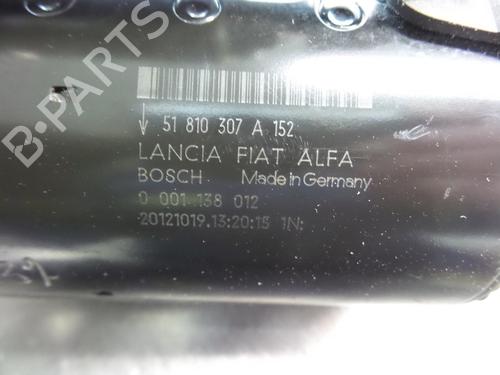 B-PARTS
51 810 307 A 152
LANCIA FIAT ALFA
BOSCH Made in Germany
0 001 138 012
20121019.13:20:15 1N: